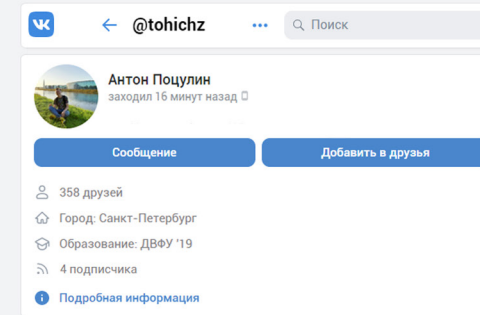 @tohichz
Поиск
Антон Поцулин
заходил 16 минут назад
Сообщение
Добавить в друзья
358 друзей
Город: Санкт-Петербург
Образование: ДВФУ '19
4 подписчика
Подробная информация